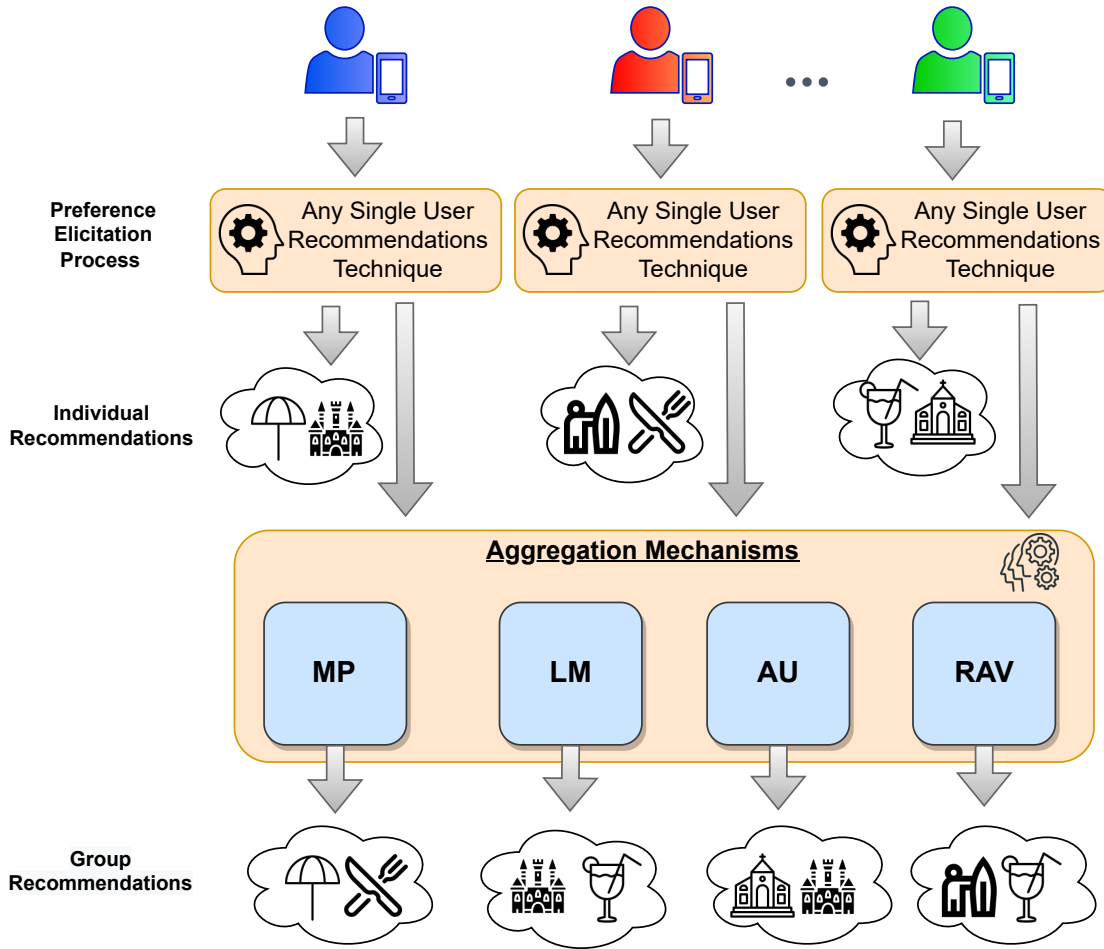 Preference
Elicitation
Process
Any Single User
Recommendations
Technique
Any Single User
Recommendations
Technique
Any Single User
Recommendations
Technique
Individual
Recommendations
Aggregation Mechanisms
MP
LM
AU
RAV
Group
Recommendations